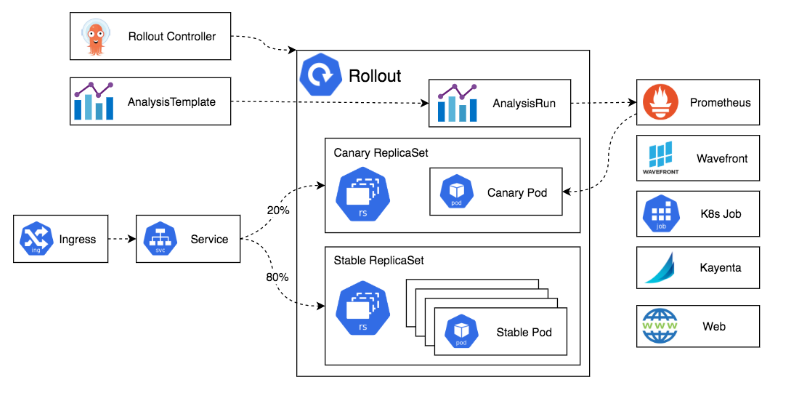 Rollout Controller
Rollout
AnalysisTemplate
AnalysisRun
Prometheus
Canary ReplicaSet
Wavefront
WAVEFRONT
rs
pod
Canary Pod
20%
K8s Job
job
Ingress
ing
Service
svc
Stable ReplicaSet
80%
Kayenta
rs
Stable Pod
pod
Web
WWW